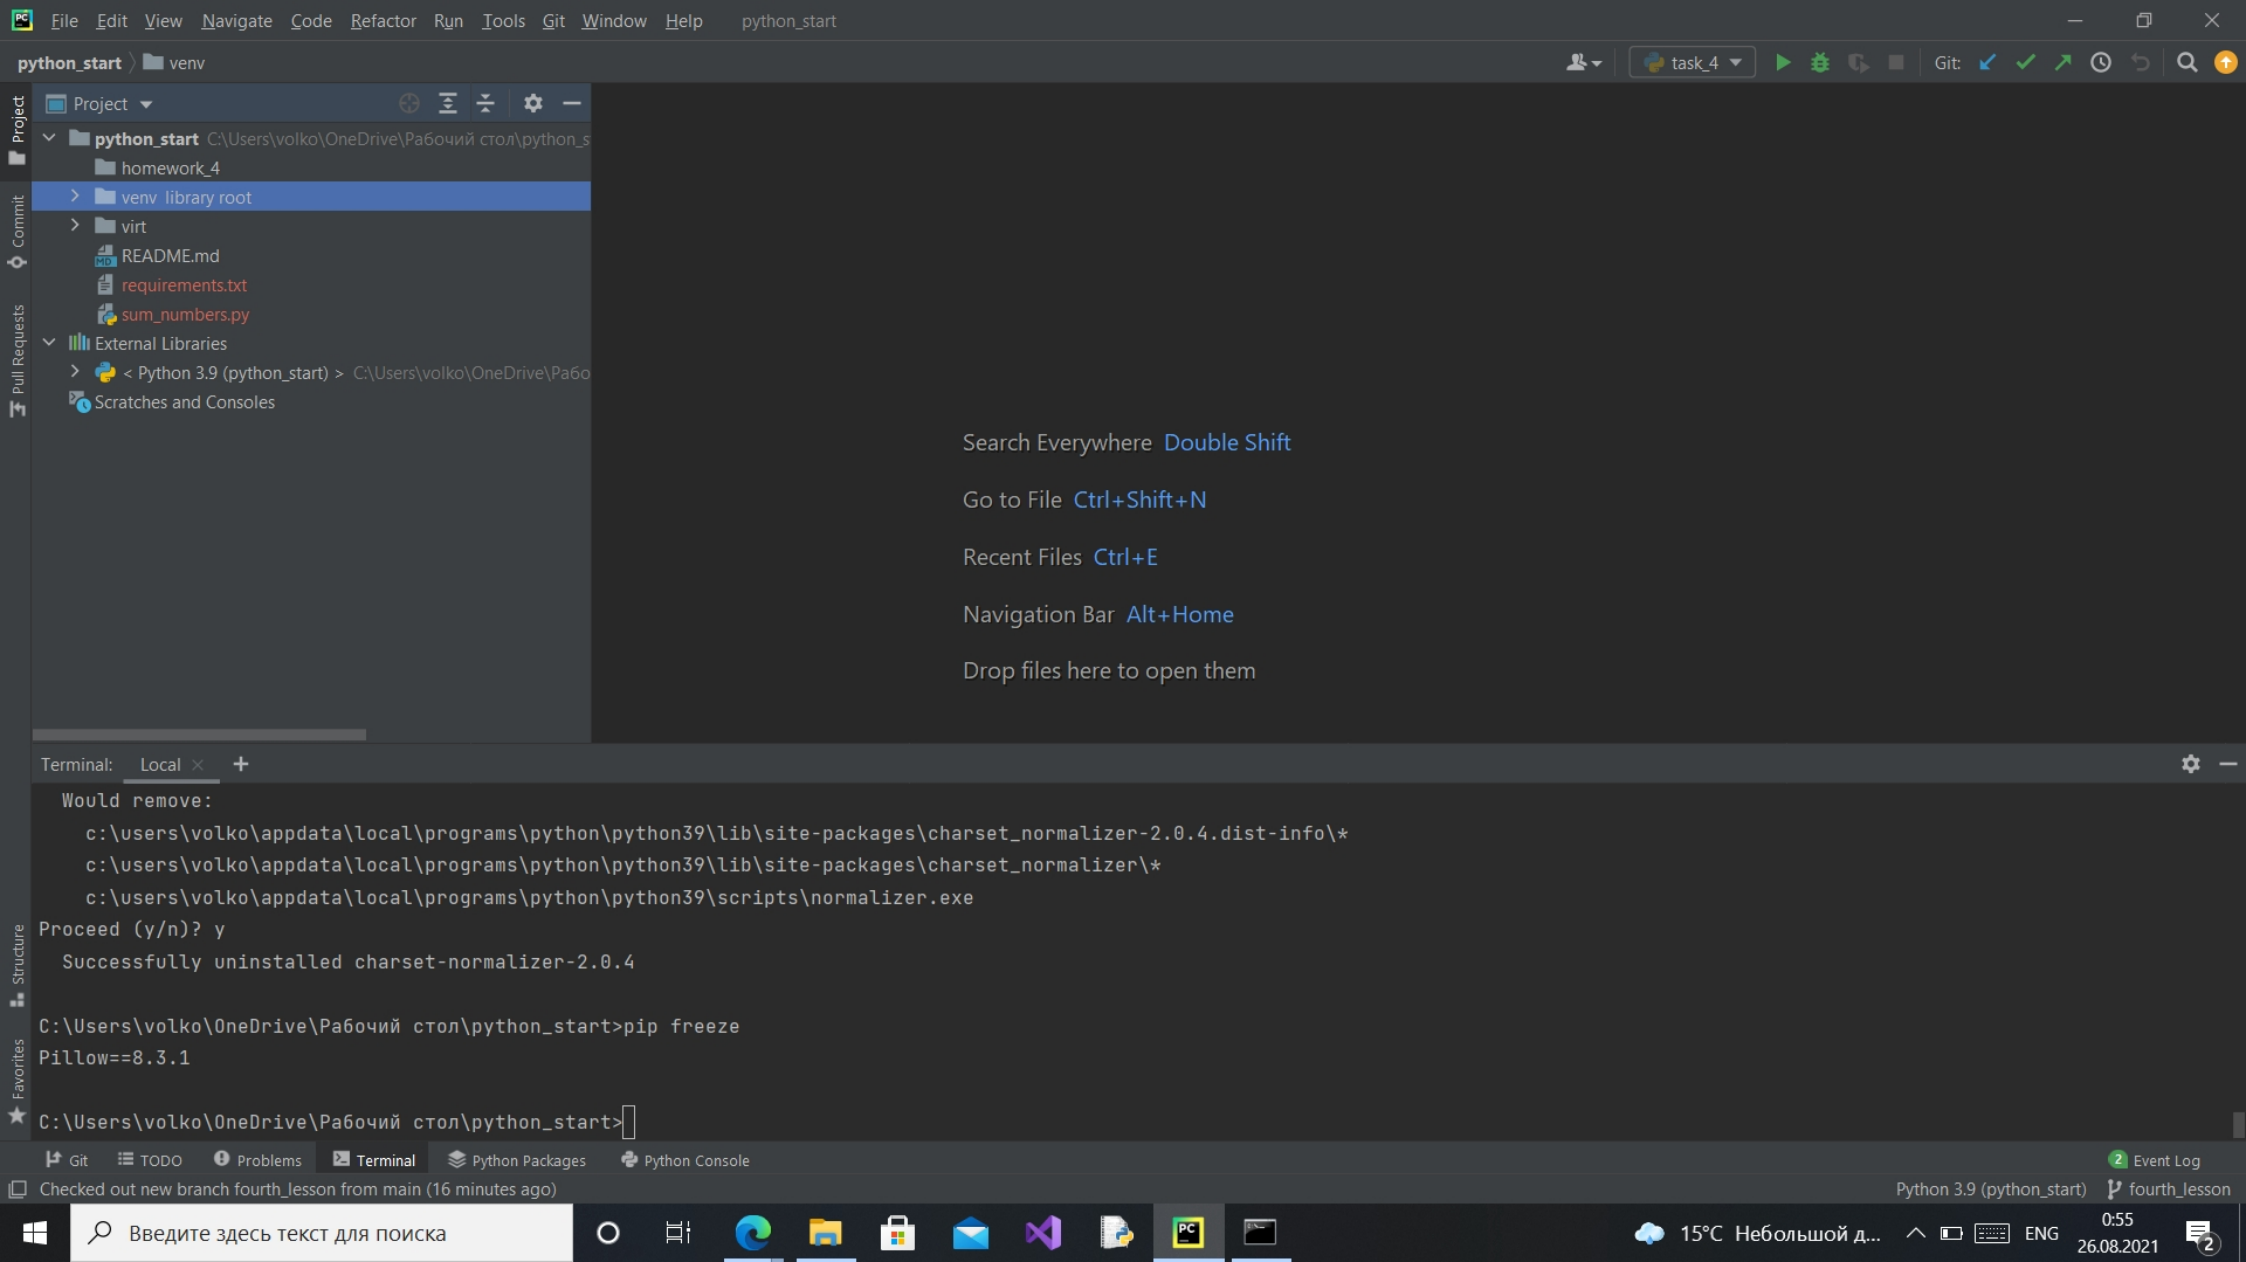 File Edit View Navigate Code Refactor Run Tools Git Window Help python_start
python_start venv
task_4 Git:
Project
python_start C:\Users\volko\OneDrive\Рабочий стол\python_s
homework_4
venv library root
virt
README.md
requirements.txt
sum_numbers.py
External Libraries
< Python 3.9 (python_start) > C:\Users\volko\OneDrive\Рабо
Scratches and Consoles
Project
Commit
Pull Requests
Structure
Favorites
Search Everywhere Double Shift
Go to File Ctrl+Shift+N
Recent Files Ctrl+E
Navigation Bar Alt+Home
Drop files here to open them
Terminal: Local
Would remove:
c:\users\volko\appdata\local\programs\python\python39\lib\site-packages\charset_normalizer-2.0.4.dist-info\*
c:\users\volko\appdata\local\programs\python\python39\lib\site-packages\charset_normalizer\*
c:\users\volko\appdata\local\programs\python\python39\scripts\normalizer.exe
Proceed (y/n)? y
Successfully uninstalled charset-normalizer-2.0.4
C:\Users\volko\OneDrive\Рабочий стол\python_start>pip freeze
Pillow==8.3.1
C:\Users\volko\OneDrive\Рабочий стол\python_start>
Git TODO Problems Terminal Python Packages Python Console 2 Event Log
Checked out new branch fourth_lesson from main (16 minutes ago) Python 3.9 (python_start) fourth_lesson
Введите здесь текст для поиска
15°C Небольшой д... ENG
0:55
26.08.2021
2